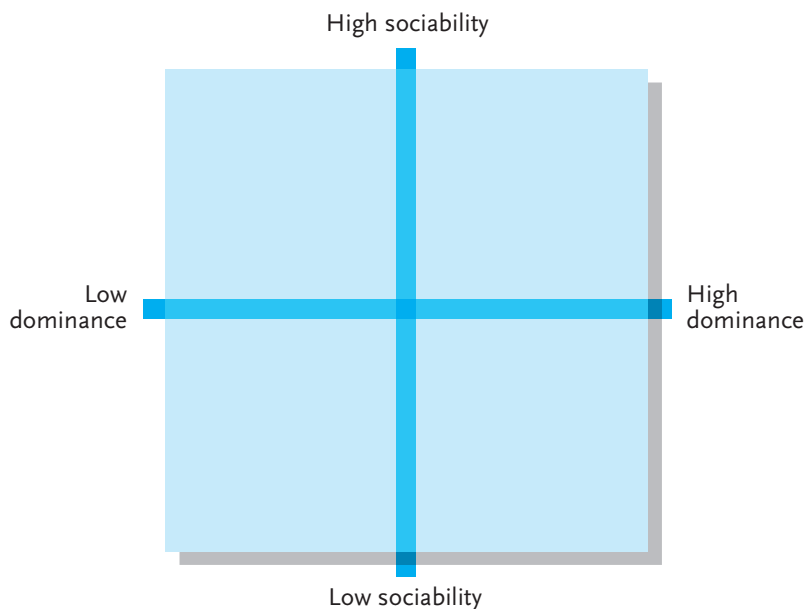 High sociability
Low
dominance
High
dominance
Low sociability